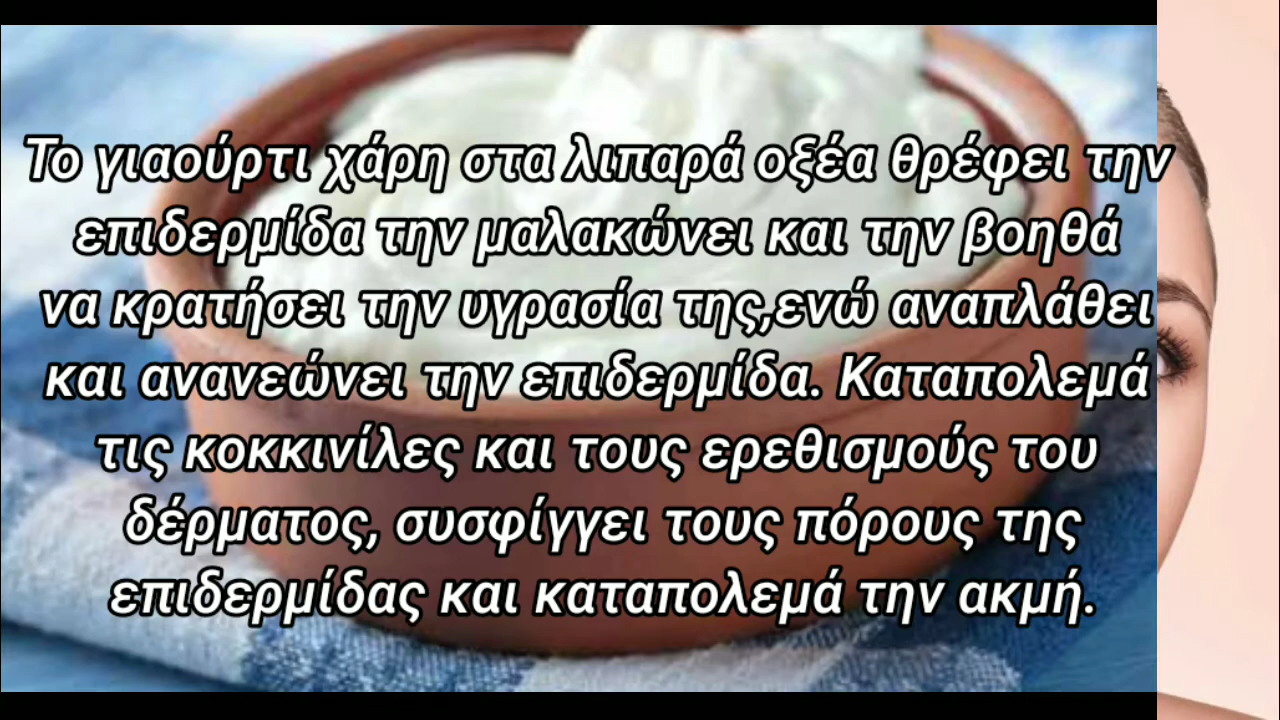 Το γιαούρτι χάρη στα λιπαρά οξέα θρέφει την
επιδερμίδα την μαλακώνει και την βοηθά
να κρατήσει την υγρασία της,ενώ αναπλάθει
και ανανεώνει την επιδερμίδα. Καταπολεμά
τις κοκκινίλες και τους ερεθισμούς του
δέρματος, συσφίγγει τους πόρους της
επιδερμίδας και καταπολεμά την ακμή.